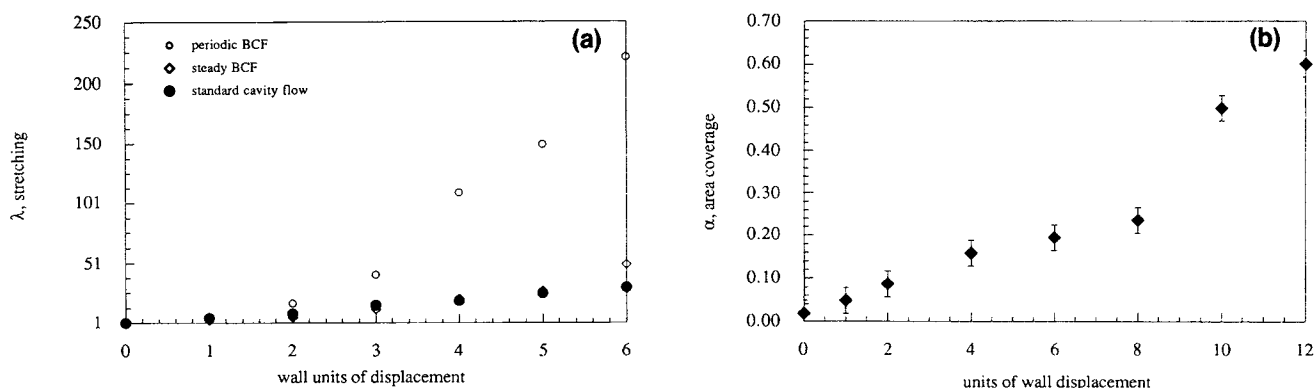 250
200
150
101
51
1
λ, stretching
(a)
periodic BCF
steady BCF
standard cavity flow
0 1 2 3 4 5 6
wall units of displacement
0.70
0.60
0.50
0.40
0.30
0.20
0.10
0.00
α, area coverage
(b)
0 2 4 6 8 10 12
units of wall displacement